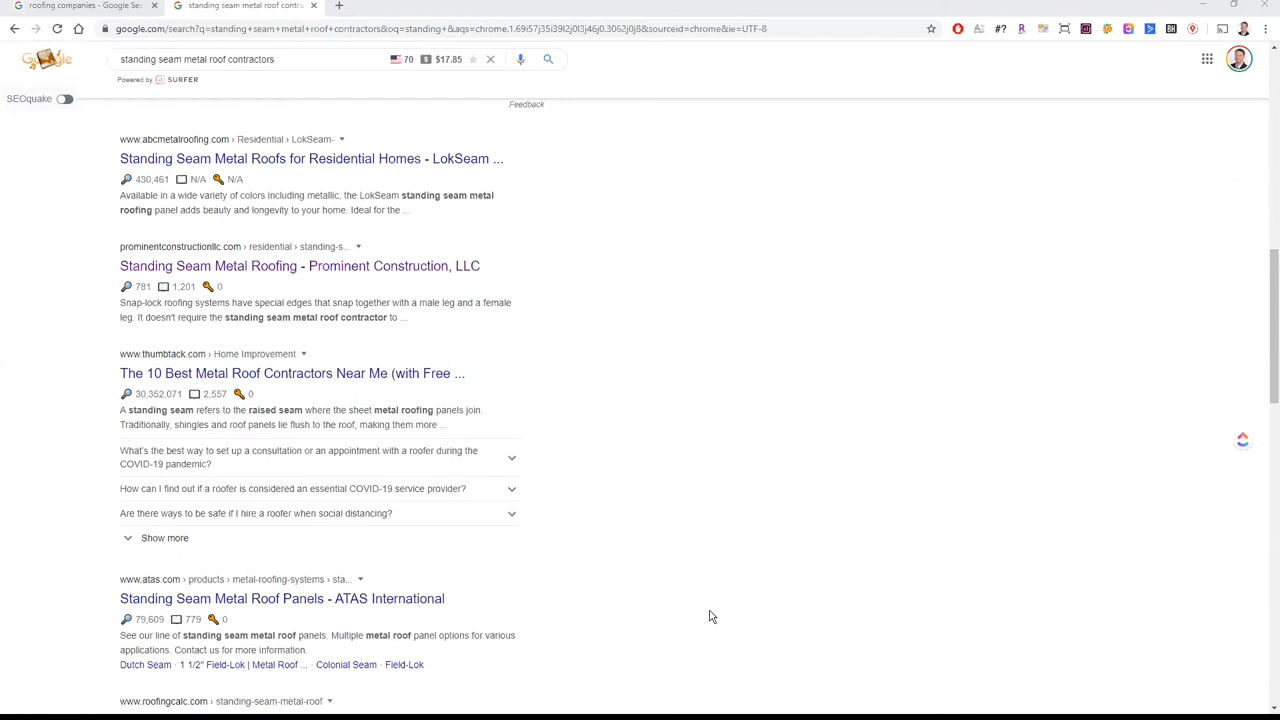 roofing companies - Google Se
standing seam metal roof contra
google.com/search?q=standing+seam+metal+roof+contractors&oq=standing+&aqs=chrome.1.69i57j35i39l2j0l3j46j0.3062j0j8&sourceid=chrome&ie=UTF-8
standing seam metal roof contractors
70 $17.85
Powered by SURFER
SEOquake
Feedback
www.abcmetalroofing.com › Residential › LokSeam-
Standing Seam Metal Roofs for Residential Homes - LokSeam ...
430,461 N/A N/A
Available in a wide variety of colors including metallic, the LokSeam standing seam metal
roofing panel adds beauty and longevity to your home. Ideal for the ...
prominentconstructionllc.com › residential › standing-s...
Standing Seam Metal Roofing - Prominent Construction, LLC
781 1,201 0
Snap-lock roofing systems have special edges that snap together with a male leg and a female
leg. It doesn't require the standing seam metal roof contractor to ...
www.thumbtack.com › Home Improvement
The 10 Best Metal Roof Contractors Near Me (with Free ...
30,352,071 2,557 0
A standing seam refers to the raised seam where the sheet metal roofing panels join.
Traditionally, shingles and roof panels lie flush to the roof, making them more ...
What's the best way to set up a consultation or an appointment with a roofer during the
COVID-19 pandemic?
How can I find out if a roofer is considered an essential COVID-19 service provider?
Are there ways to be safe if I hire a roofer when social distancing?
Show more
www.atas.com › products › metal-roofing-systems › sta...
Standing Seam Metal Roof Panels - ATAS International
79,609 779 0
See our line of standing seam metal roof panels. Multiple metal roof panel options for various
applications. Contact us for more information.
Dutch Seam · 1 1/2" Field-Lok | Metal Roof ... · Colonial Seam · Field-Lok
www.roofingcalc.com › standing-seam-metal-roof